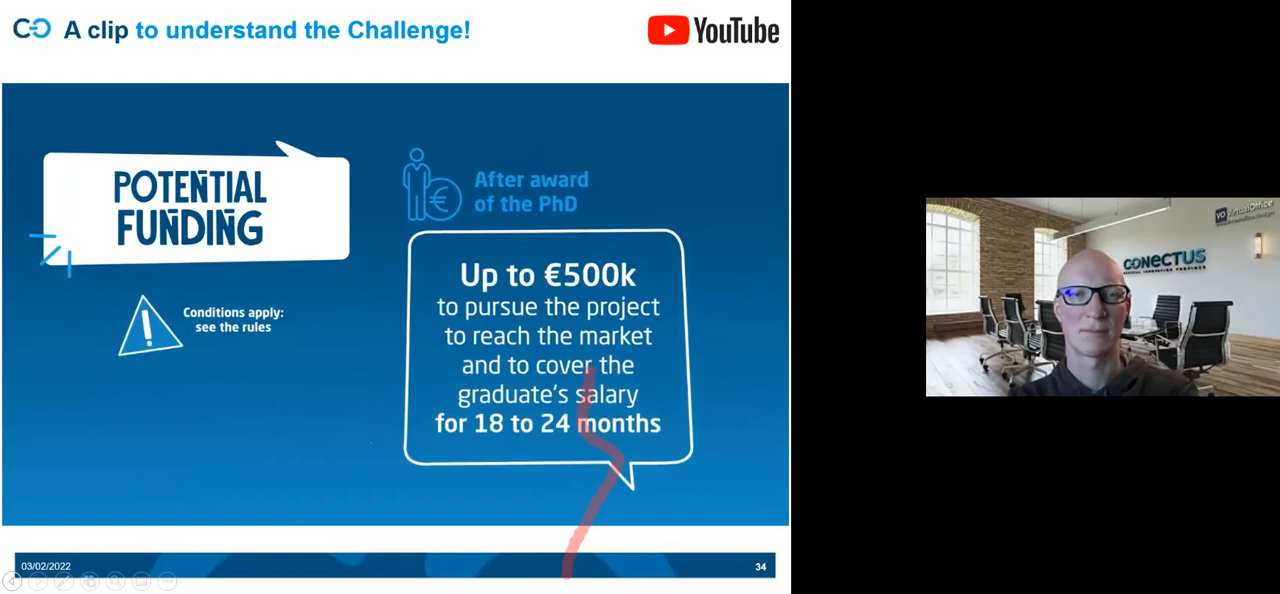 A clip to understand the Challenge!
YouTube
POTENTIAL
FUNDING
Conditions apply:
see the rules
After award
of the PhD
Up to €500k
to pursue the project
to reach the market
and to cover the
graduate's salary
for 18 to 24 months
03/02/2022
34
VO VirtualOffice
CONECTUS